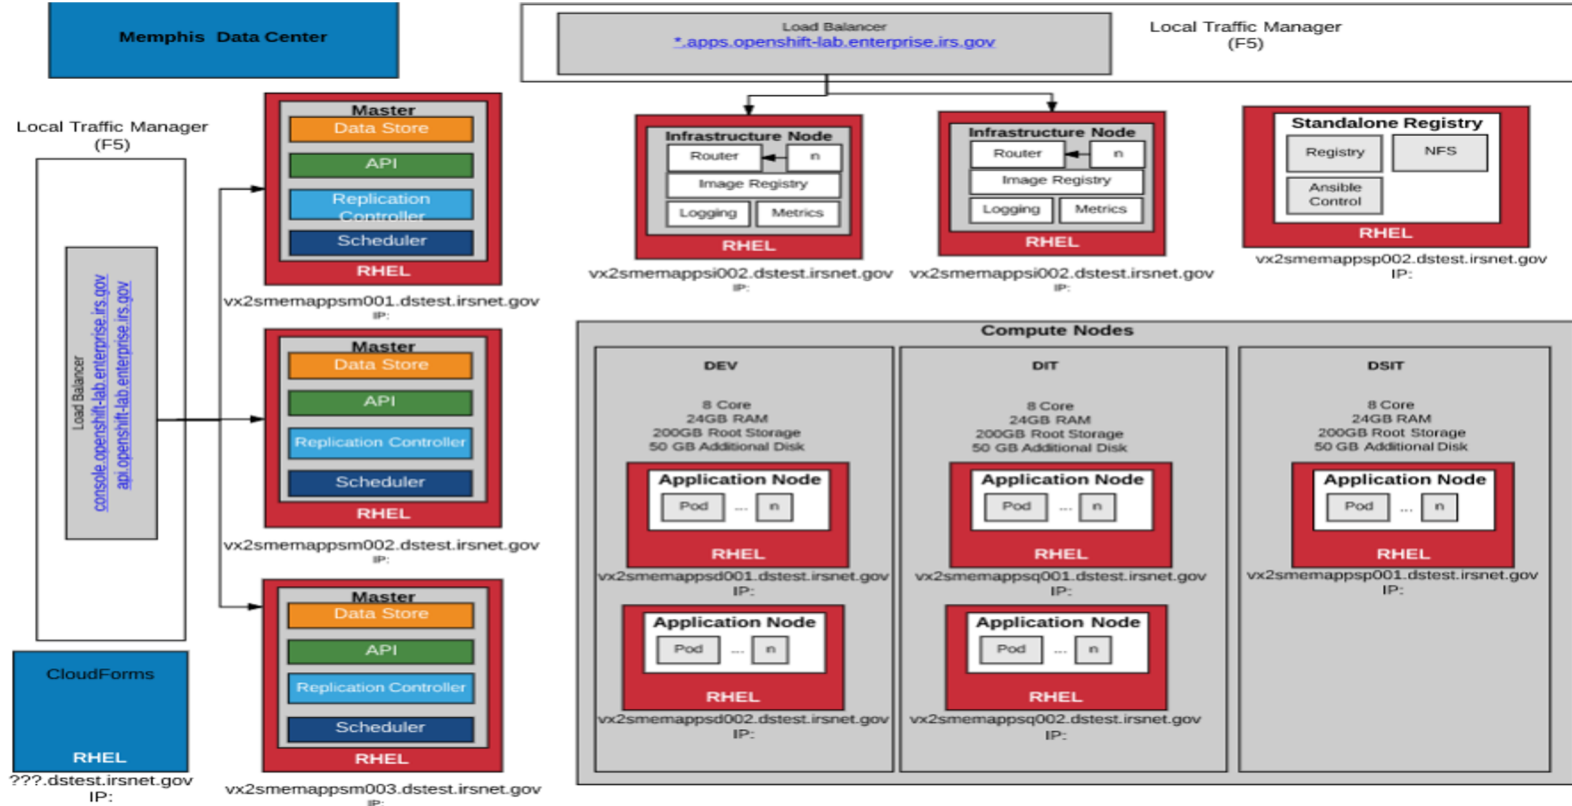 Memphis Data Center
Load Balancer
*.apps.openshift-lab.enterprise.irs.gov
Local Traffic Manager
(F5)
Local Traffic Manager
(F5)
Load Balancer
console.openshift-lab.enterprise.irs.gov
api.openshift-lab.enterprise.irs.gov
CloudForms
RHEL
???.dstest.irsnet.gov
IP:
Master
Data Store
API
Replication
Controller
Scheduler
RHEL
vx2smemappsm001.dstest.irsnet.gov
IP:
Master
Data Store
API
Replication Controller
Scheduler
RHEL
vx2smemappsm002.dstest.irsnet.gov
IP:
Master
Data Store
API
Replication Controller
Scheduler
RHEL
vx2smemappsm003.dstest.irsnet.gov
IP:
Infrastructure Node
Router
n
Image Registry
Logging
Metrics
RHEL
vx2smemappsi002.dstest.irsnet.gov
IP:
Infrastructure Node
Router
n
Image Registry
Logging
Metrics
RHEL
vx2smemappsi002.dstest.irsnet.gov
IP:
Standalone Registry
Registry
NFS
Ansible
Control
RHEL
vx2smemappsp002.dstest.irsnet.gov
IP:
Compute Nodes
DEV
8 Core
24GB RAM
200GB Root Storage
50 GB Additional Disk
Application Node
Pod ... n
RHEL
vx2smemappsd001.dstest.irsnet.gov
IP:
Application Node
Pod ... n
RHEL
vx2smemappsd002.dstest.irsnet.gov
IP:
DIT
8 Core
24GB RAM
200GB Root Storage
50 GB Additional Disk
Application Node
Pod ... n
RHEL
vx2smemappsq001.dstest.irsnet.gov
IP:
Application Node
Pod ... n
RHEL
vx2smemappsq002.dstest.irsnet.gov
IP:
DSIT
8 Core
24GB RAM
200GB Root Storage
50 GB Additional Disk
Application Node
Pod ... n
RHEL
vx2smemappsp001.dstest.irsnet.gov
IP: